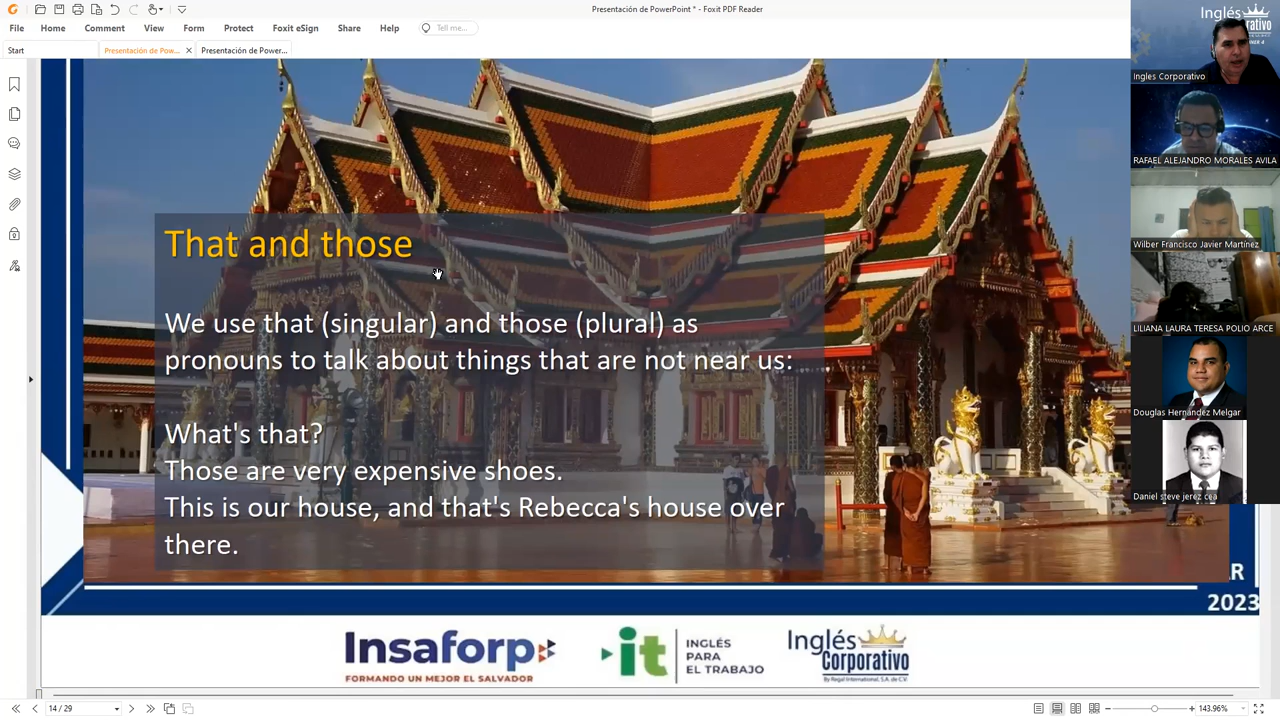 Presentación de PowerPoint * - Foxit PDF Reader
File Home Comment View Form Protect Foxit eSign Share Help Tell me...
Start Presentación de Pow... Presentación de Power...
Inglés
Ingles Corporativo
RAFAEL ALEJANDRO MORALES AVILA
Wilber Francisco Javier Martínez
LILIANA LAURA TERESA POLIO ARCE
Douglas Hernández Melgar
Daniel steve jerez cea
That and those
We use that (singular) and those (plural) as
pronouns to talk about things that are not near us:
What's that?
Those are very expensive shoes.
This is our house, and that's Rebecca's house over
there.
2023
Insaforp
FORMANDO UN MEJOR EL SALVADOR
it
INGLÉS
PARA
EL TRABAJO
Inglés
Corporativo
By Regal International, S.A. de C.V.
14 / 29
143.96%